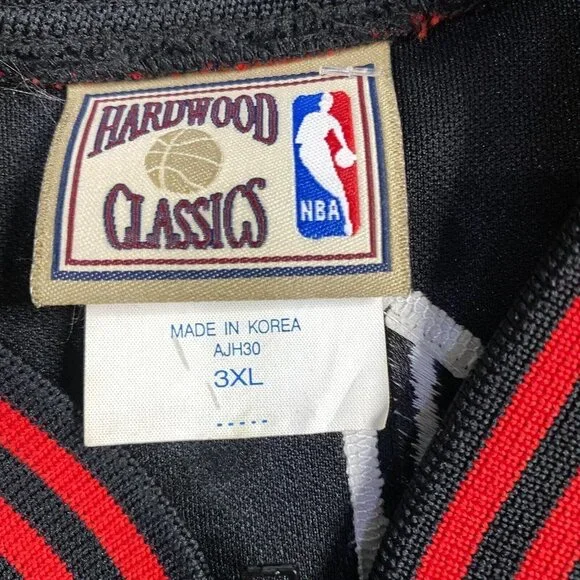 HARDWOOD
CLASSICS
NBA
MADE IN KOREA
AJH30
3XL